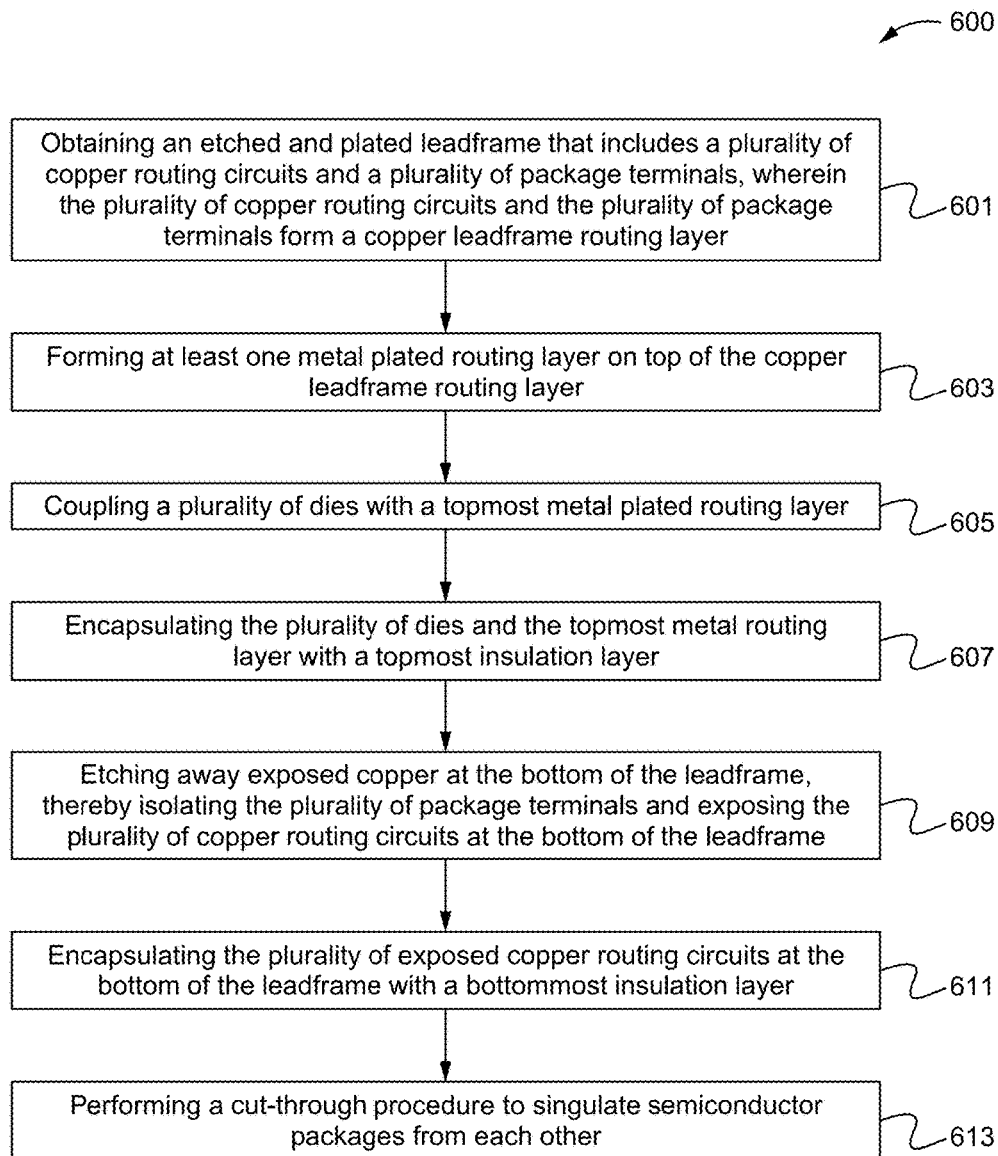 600
Obtaining an etched and plated leadframe that includes a plurality of
copper routing circuits and a plurality of package terminals, wherein
the plurality of copper routing circuits and the plurality of package
terminals form a copper leadframe routing layer
601
Forming at least one metal plated routing layer on top of the copper
leadframe routing layer
603
Coupling a plurality of dies with a topmost metal plated routing layer
605
Encapsulating the plurality of dies and the topmost metal routing
layer with a topmost insulation layer
607
Etching away exposed copper at the bottom of the leadframe,
thereby isolating the plurality of package terminals and exposing the
plurality of copper routing circuits at the bottom of the leadframe
609
Encapsulating the plurality of exposed copper routing circuits at the
bottom of the leadframe with a bottommost insulation layer
611
Performing a cut-through procedure to singulate semiconductor
packages from each other
613